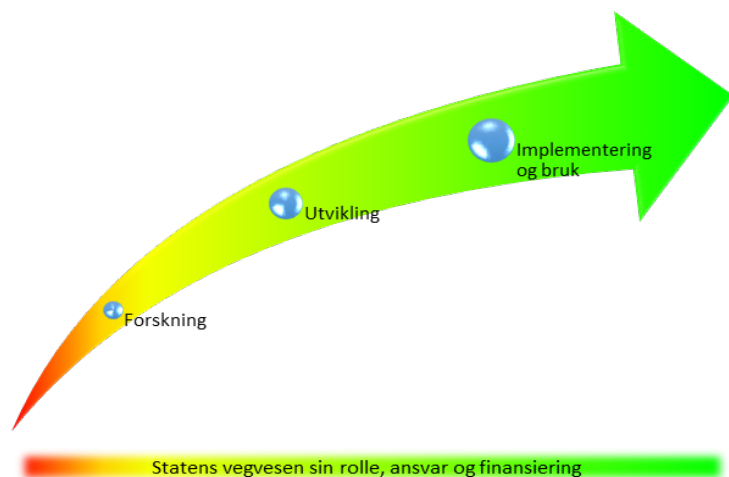 Implementering
og bruk
Utvikling
Forskning
Statens vegvesen sin rolle, ansvar og finansiering